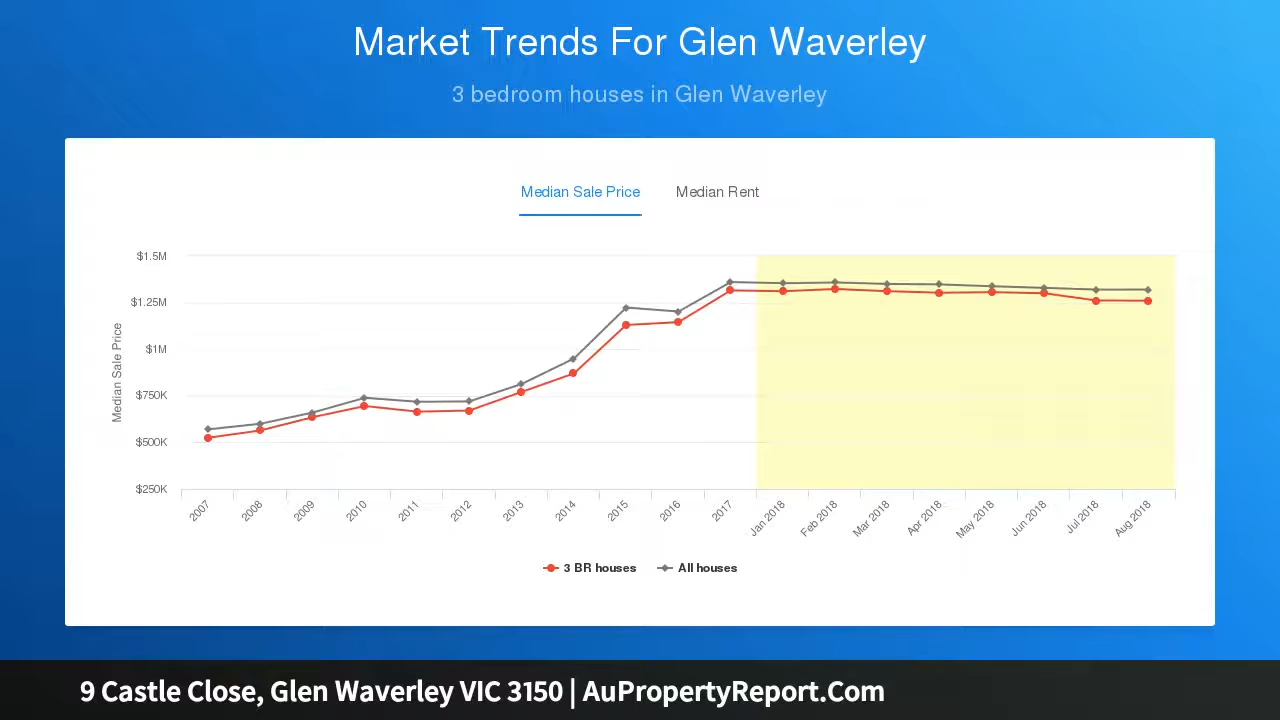 Market Trends For Glen Waverley
3 bedroom houses in Glen Waverley
Median Sale Price Median Rent
Median Sale Price
$1.5M
$1.25M
$1M
$750K
$500K
$250K
2007 2008 2009 2010 2011 2012 2013 2014 2015 2016 2017 Jan 2018 Feb 2018 Mar 2018 Apr 2018 May 2018 Jun 2018 Jul 2018 Aug 2018
3 BR houses All houses
9 Castle Close, Glen Waverley VIC 3150 | AuPropertyReport.Com